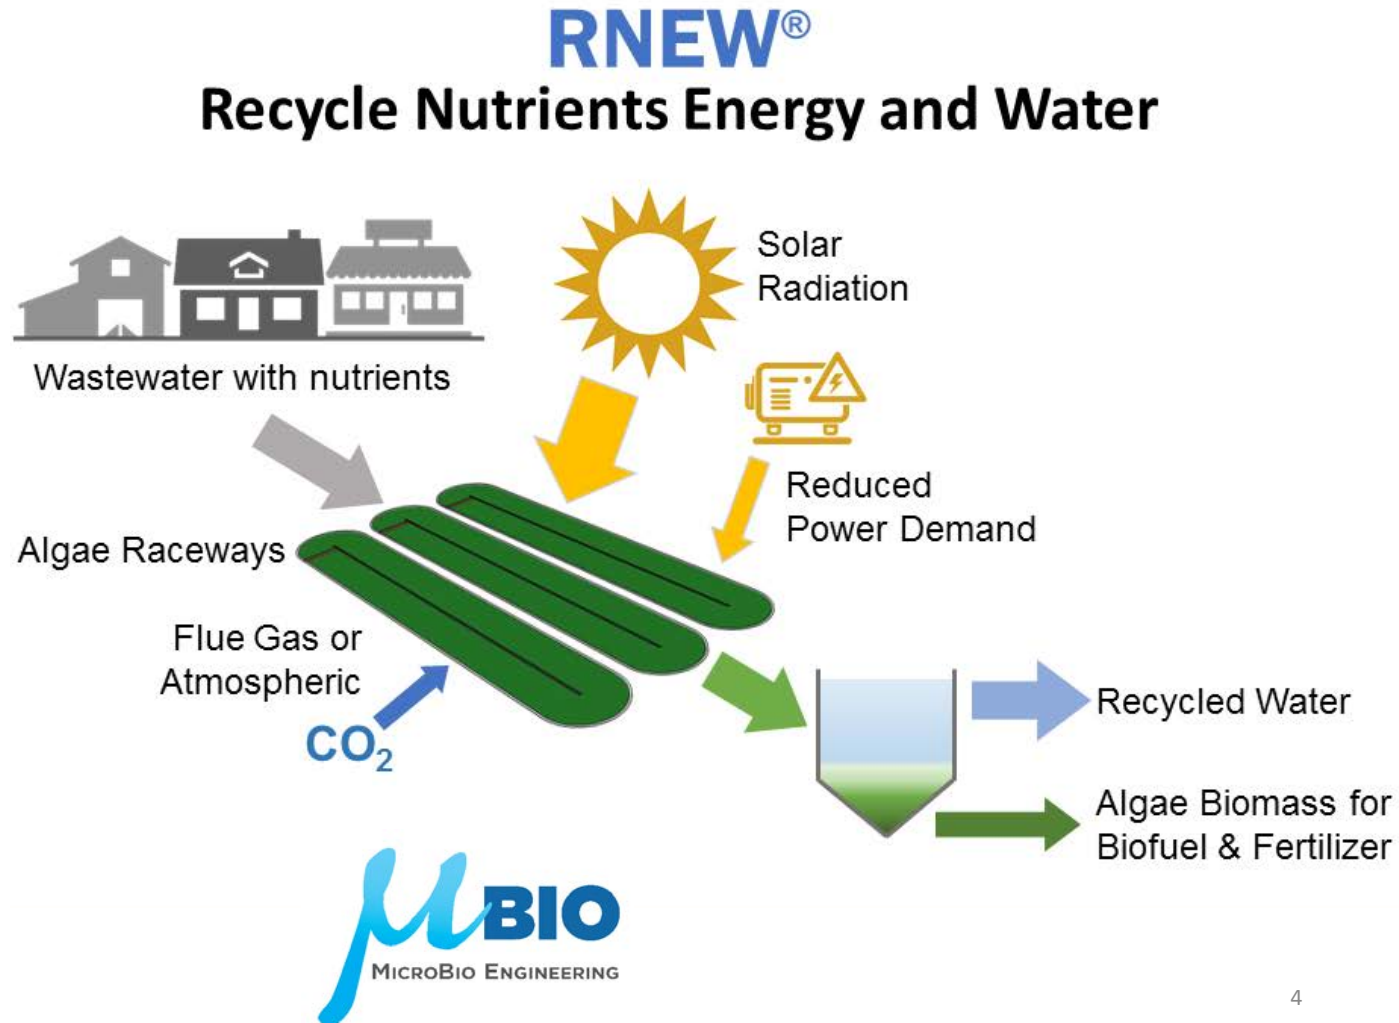 RNEW®
Recycle Nutrients Energy and Water
Solar
Radiation
Wastewater with nutrients
Reduced
Power Demand
Algae Raceways
Flue Gas or
Atmospheric
CO₂
Recycled Water
Algae Biomass for
Biofuel & Fertilizer
μBIO
MICROBIO ENGINEERING
4